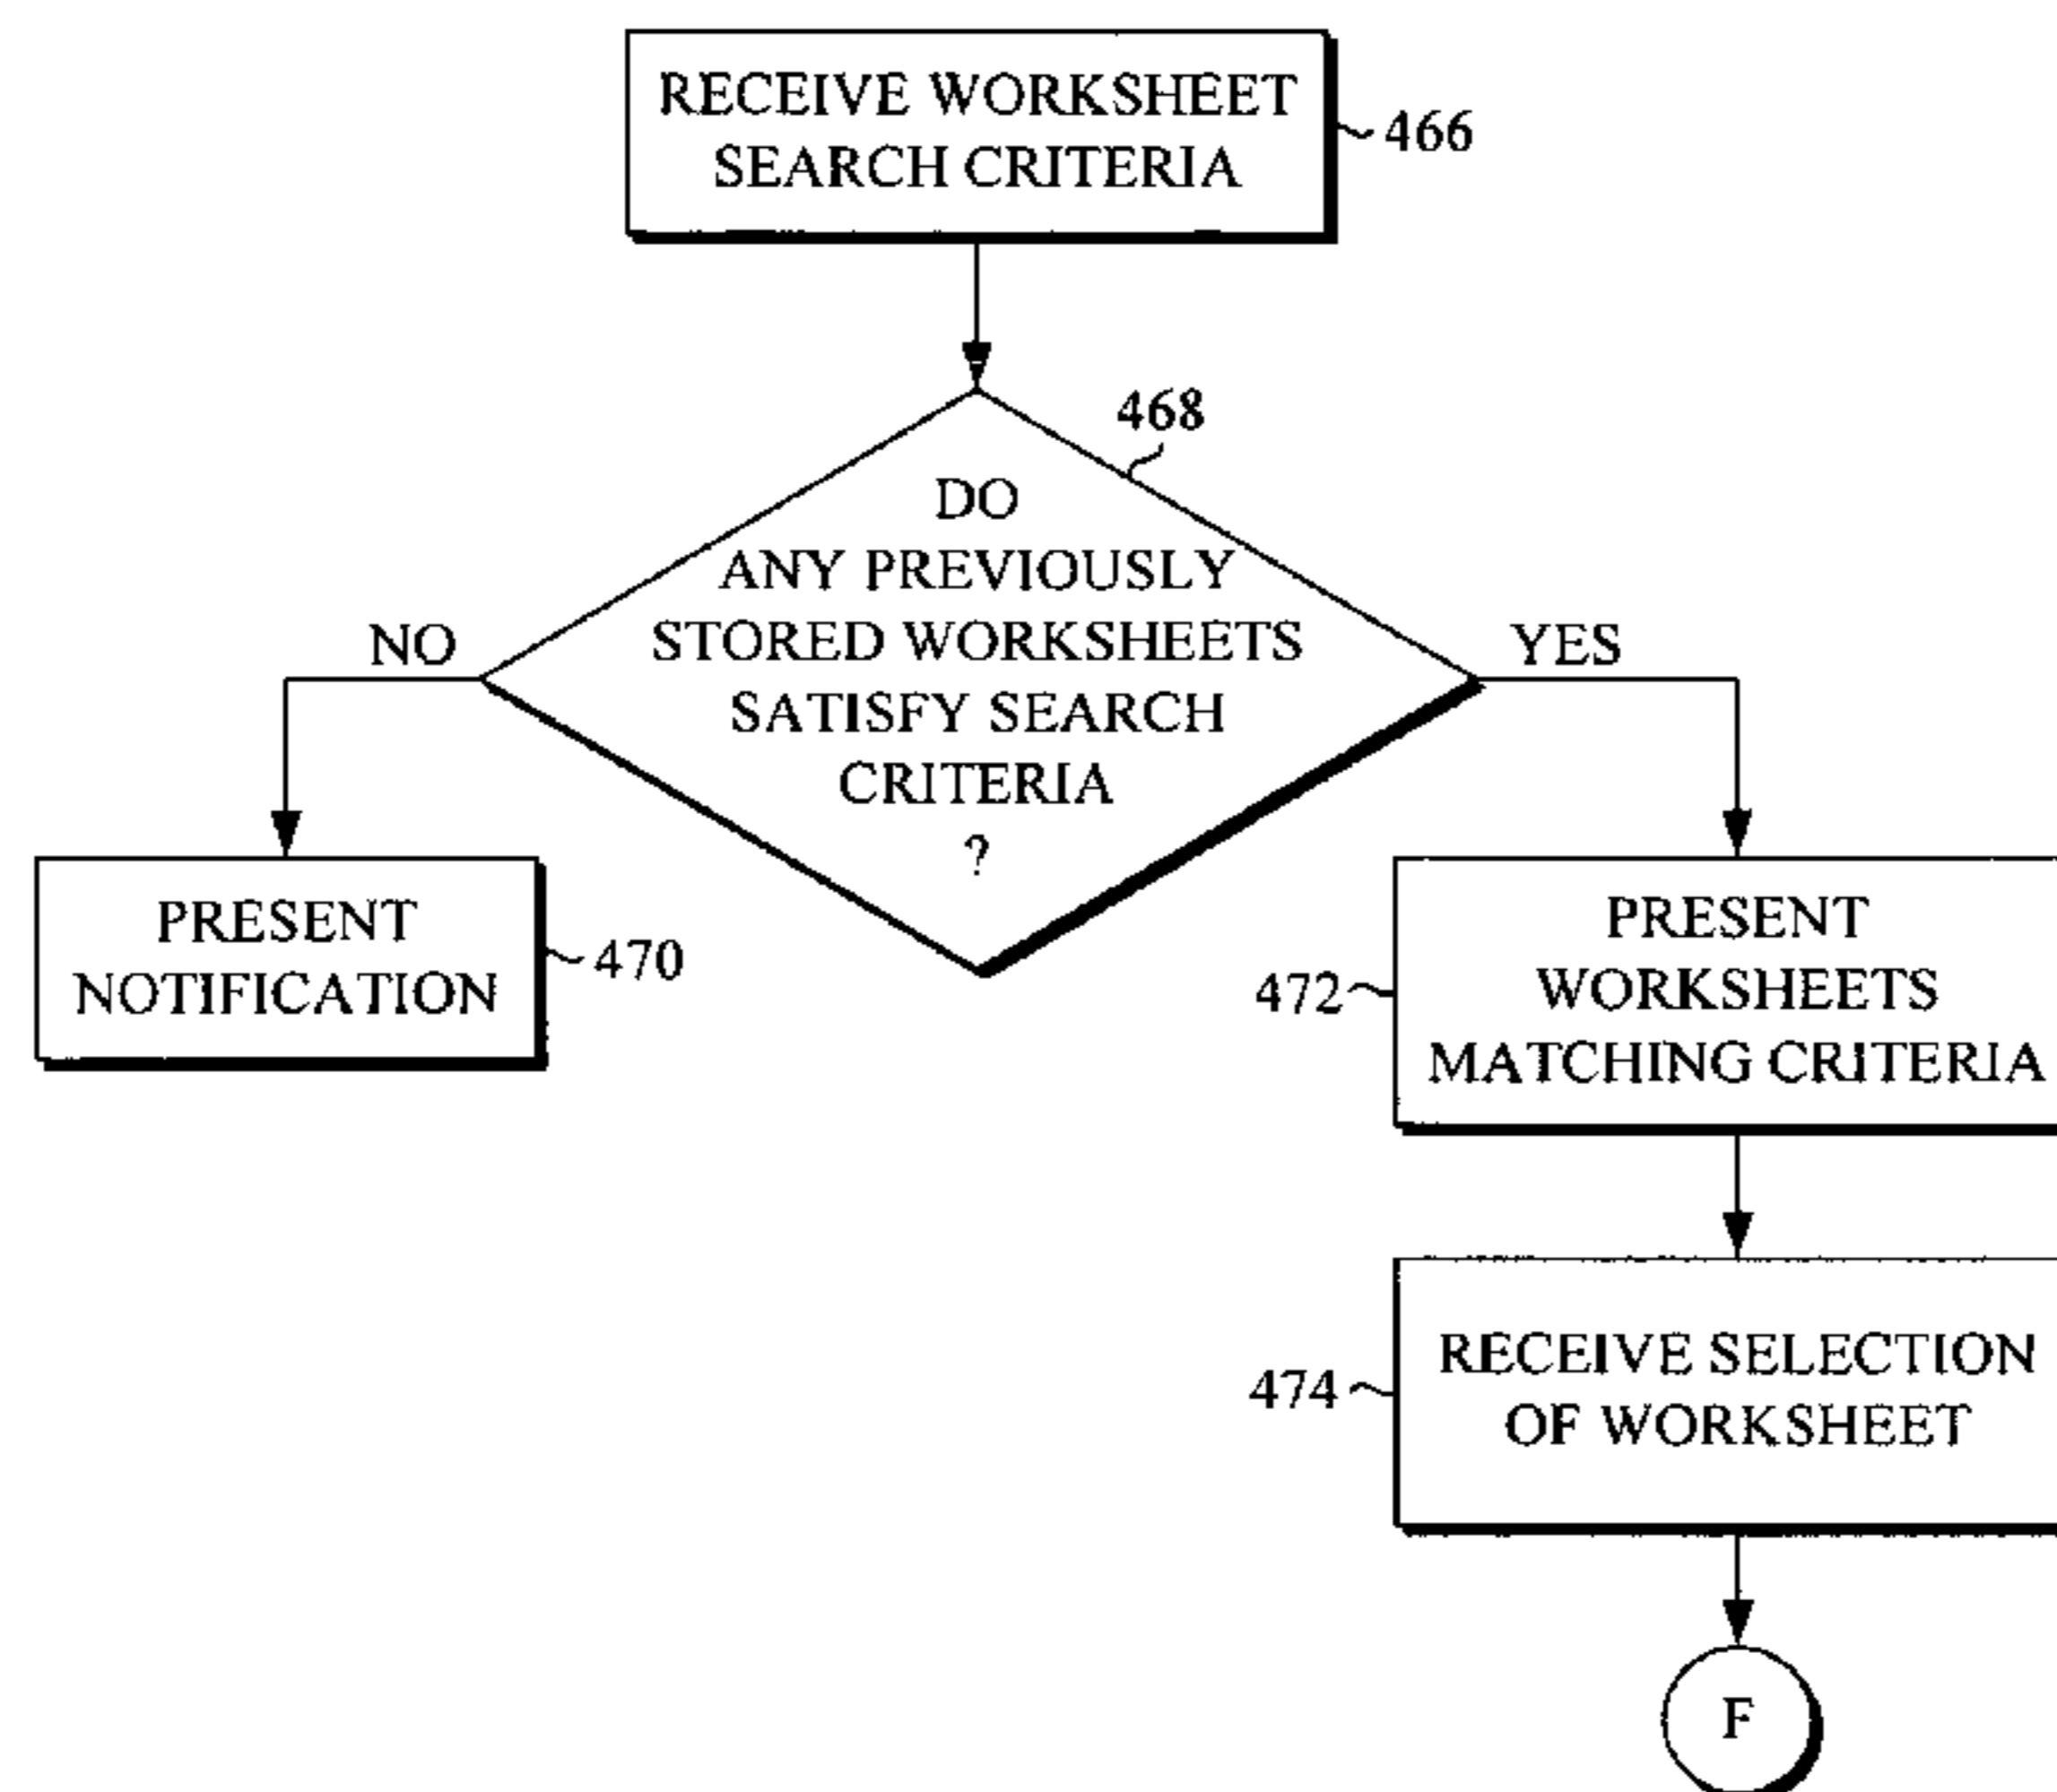 RECEIVE WORKSHEET
SEARCH CRITERIA
466
468
DO
ANY PREVIOUSLY
STORED WORKSHEETS
SATISFY SEARCH
CRITERIA
?
NO
YES
PRESENT
NOTIFICATION
470
472
PRESENT
WORKSHEETS
MATCHING CRITERIA
474
RECEIVE SELECTION
OF WORKSHEET
F